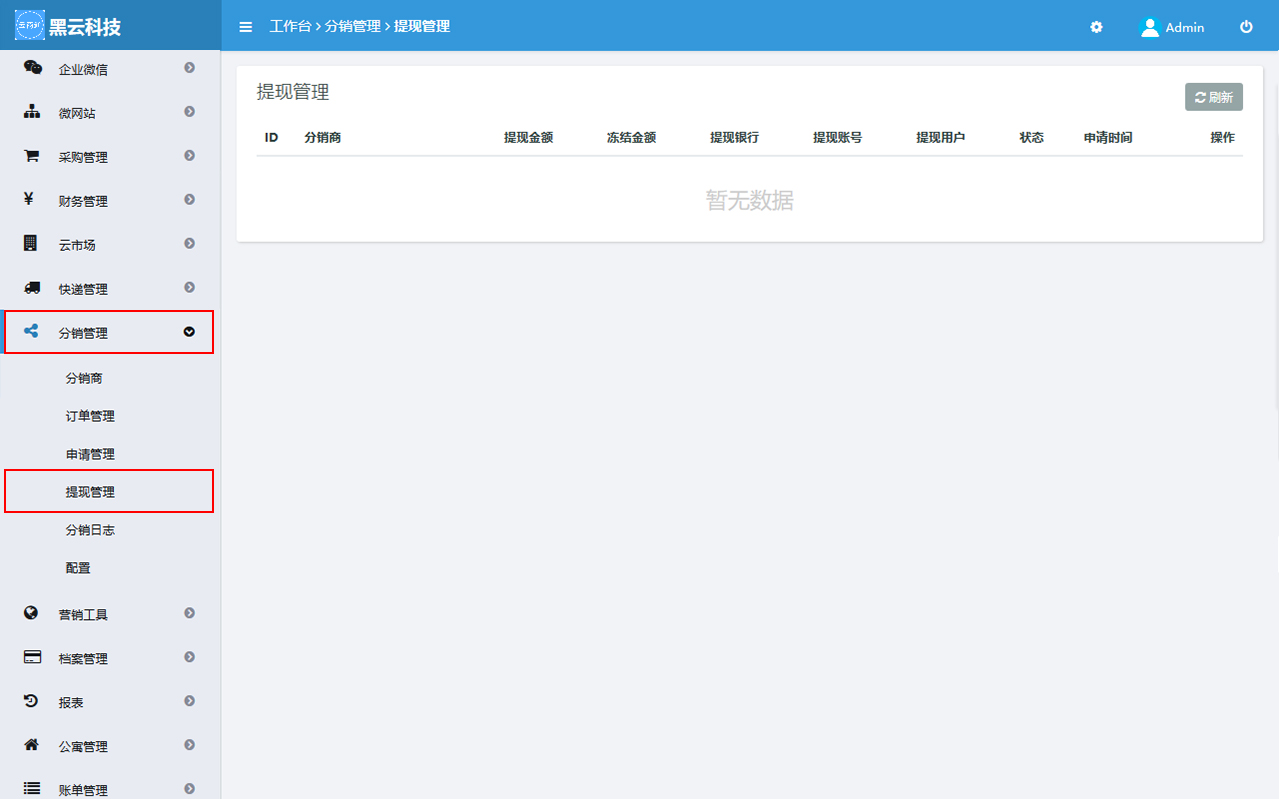 黑云科技
工作台 > 分销管理 > 提现管理
Admin
企业微信
微网站
采购管理
财务管理
云市场
快递管理
分销管理
分销商
订单管理
申请管理
提现管理
分销日志
配置
营销工具
档案管理
报表
公寓管理
账单管理
提现管理
刷新
ID 分销商 提现金额 冻结金额 提现银行 提现账号 提现用户 状态 申请时间 操作
暂无数据